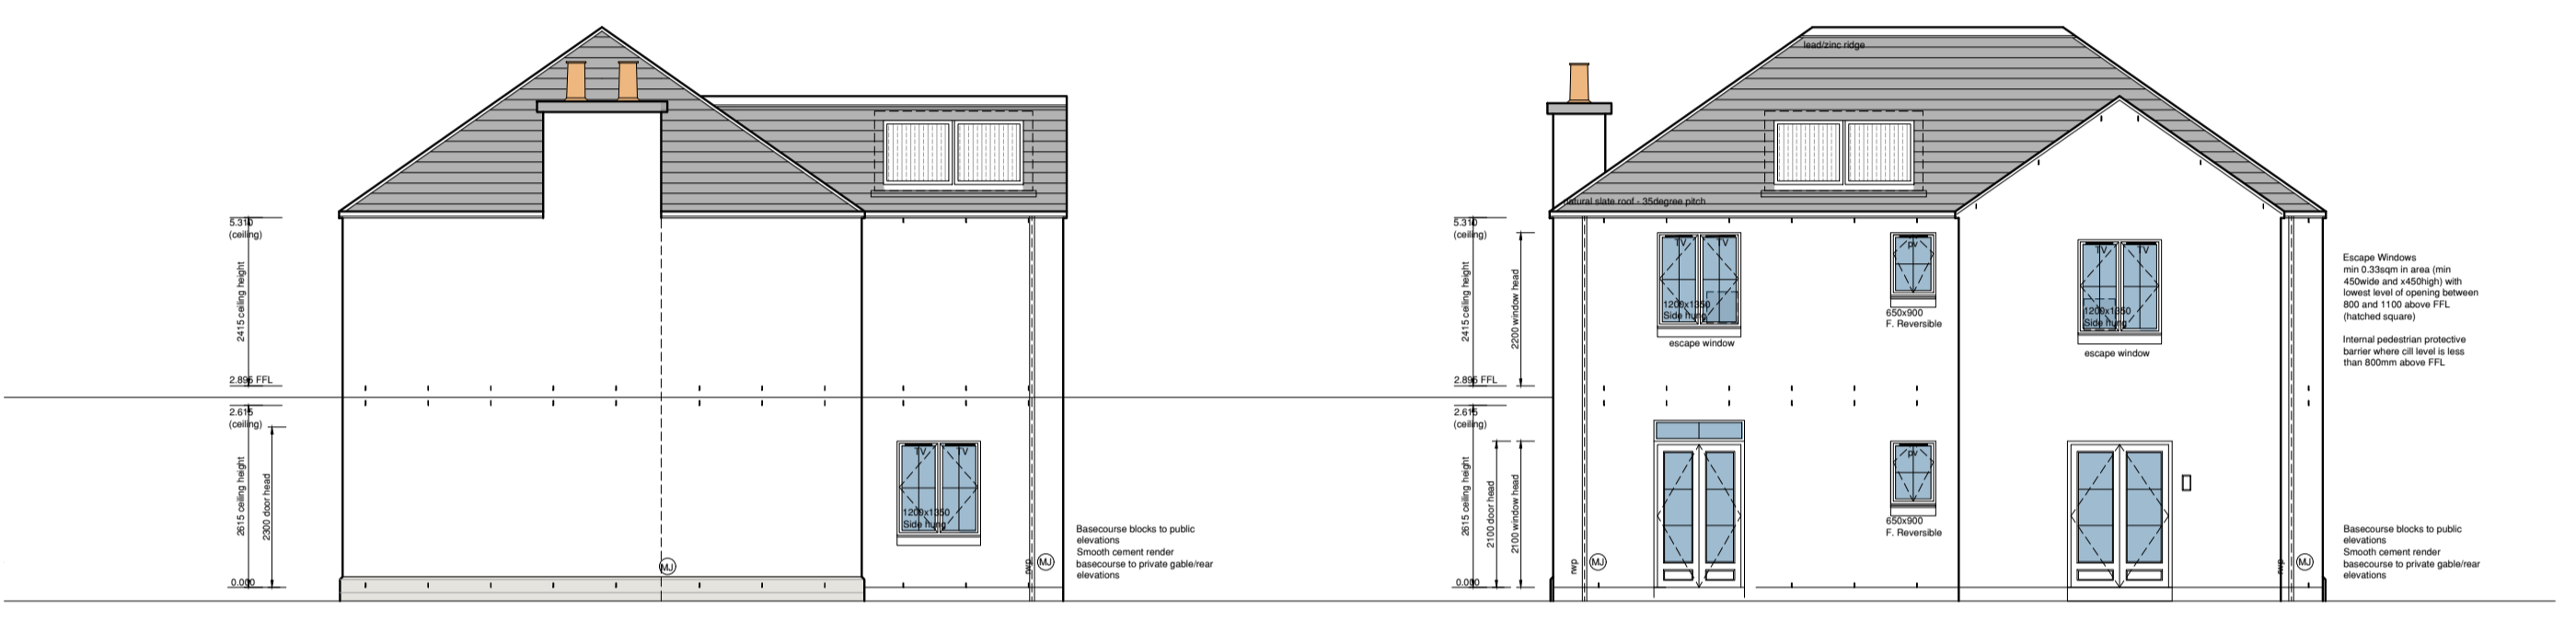 5.310
(ceiling)
2415 ceiling height
2.895 FFL
2.615
(ceiling)
2615 ceiling height
2300 door head
0.000
MJ
TV TV
1200x1350
Side hung
rwp
MJ
Basecourse blocks to public
elevations
Smooth cement render
basecourse to private gable/rear
elevations
lead/zinc ridge
natural slate roof - 35degree pitch
5.310
(ceiling)
2415 ceiling height
2200 window head
2.895 FFL
2.615
(ceiling)
2615 ceiling height
2100 door head
2100 window head
0.000
TV TV
1200x1350
Side hung
escape window
pv
650x900
F. Reversible
TV TV
1200x1350
Side hung
escape window
pv
650x900
F. Reversible
rwp
MJ
rwp
MJ
Escape Windows
min 0.33sqm in area (min
450wide and x450high) with
lowest level of opening between
800 and 1100 above FFL
(hatched square)
Internal pedestrian protective
barrier where cill level is less
than 800mm above FFL
Basecourse blocks to public
elevations
Smooth cement render
basecourse to private gable/rear
elevations